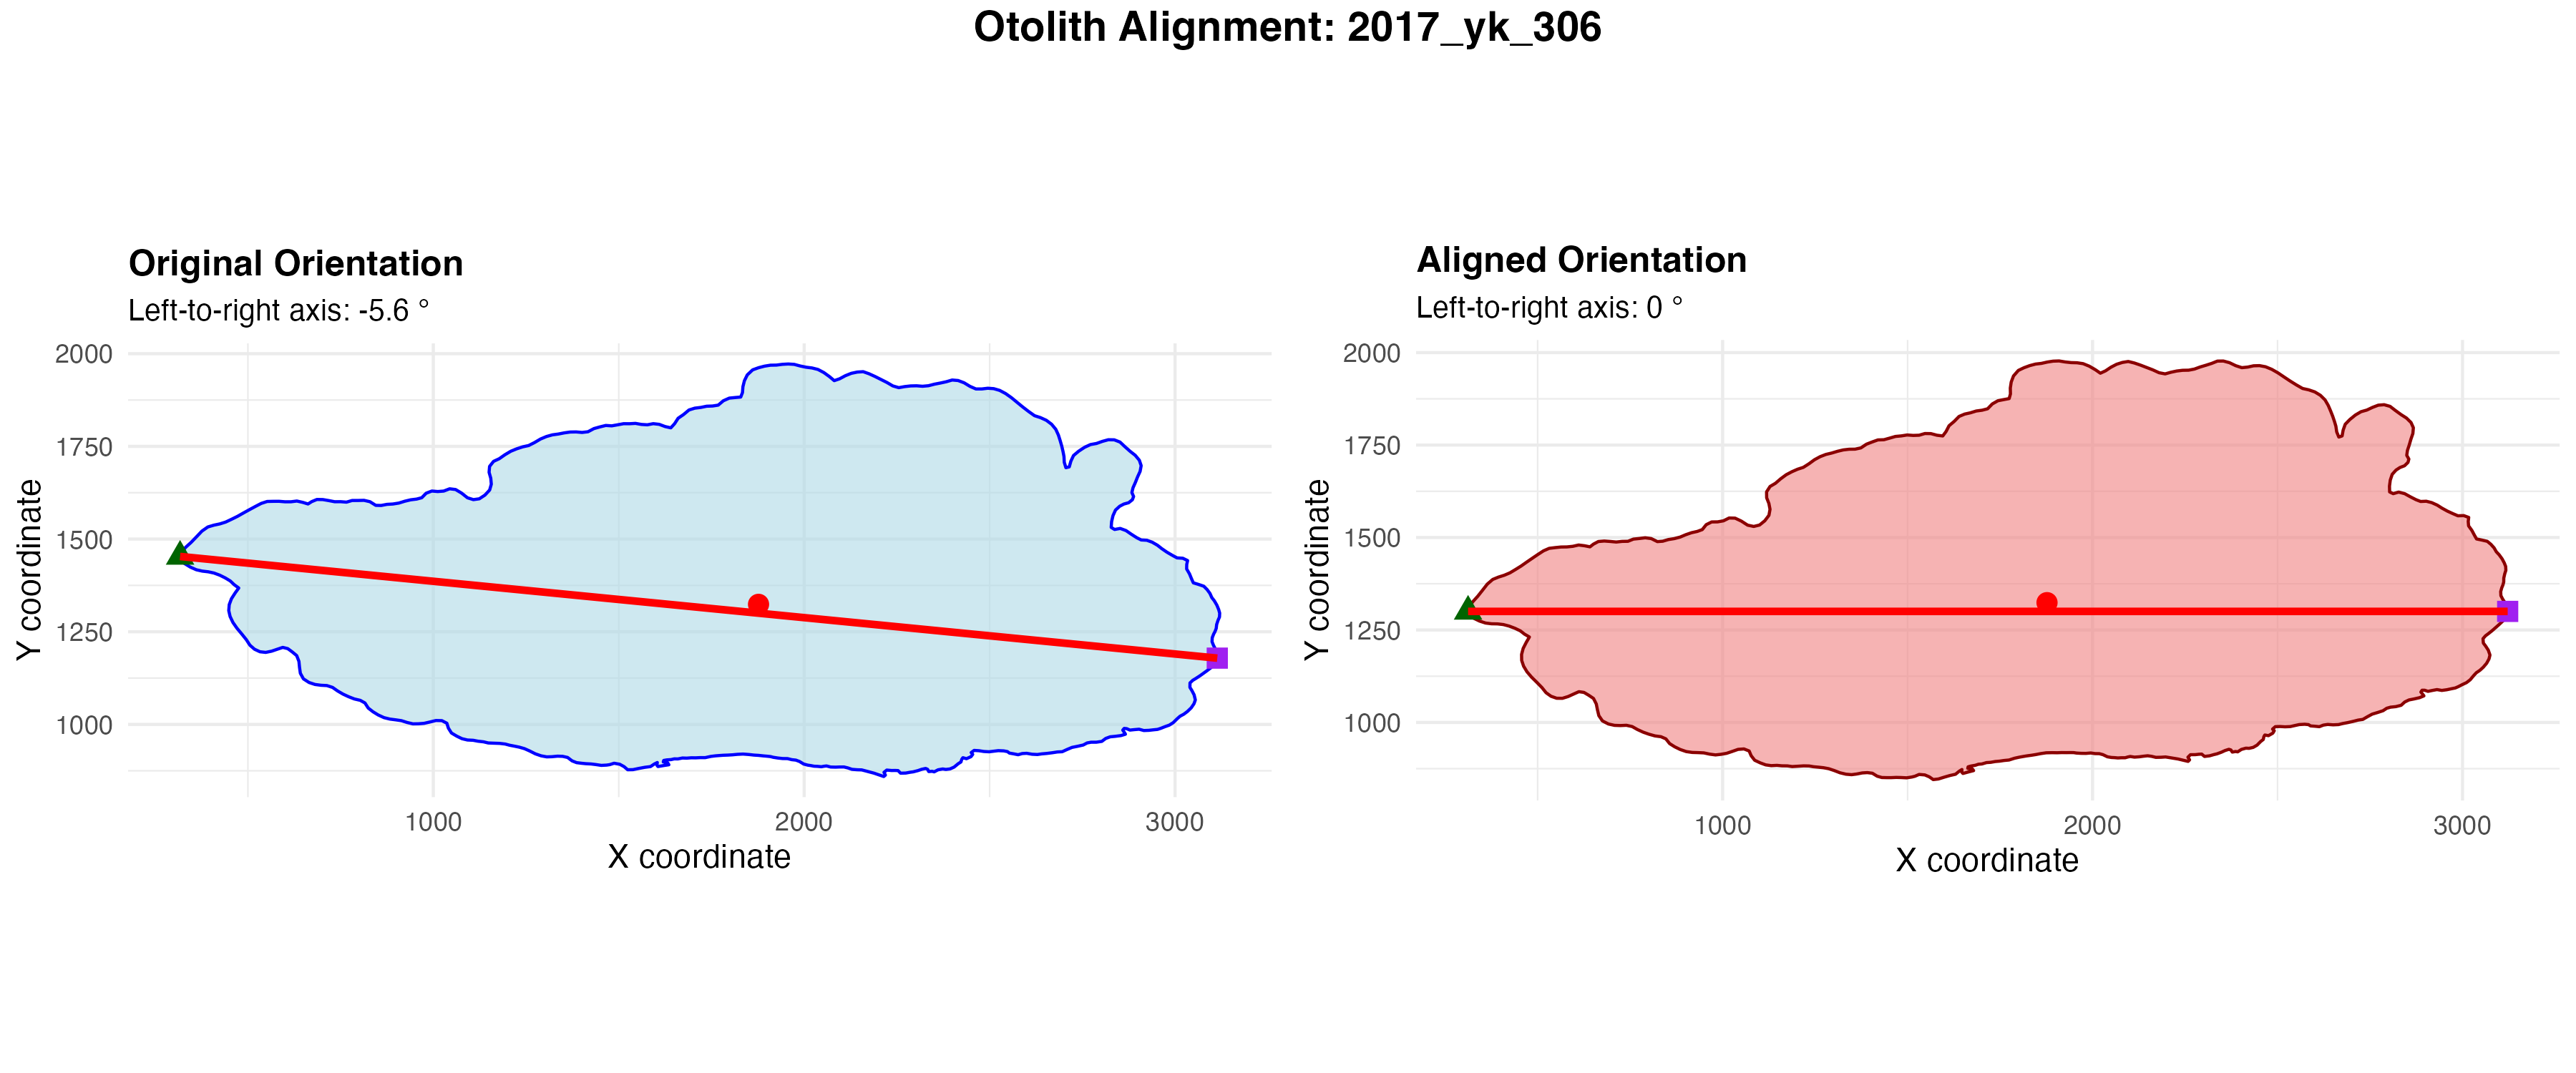 Otolith Alignment: 2017_yk_306
Original Orientation
Left-to-right axis: -5.6 °
2000
1750
1500
1250
1000
Y coordinate
1000 2000 3000
X coordinate
Aligned Orientation
Left-to-right axis: 0 °
2000
1750
1500
1250
1000
Y coordinate
1000 2000 3000
X coordinate